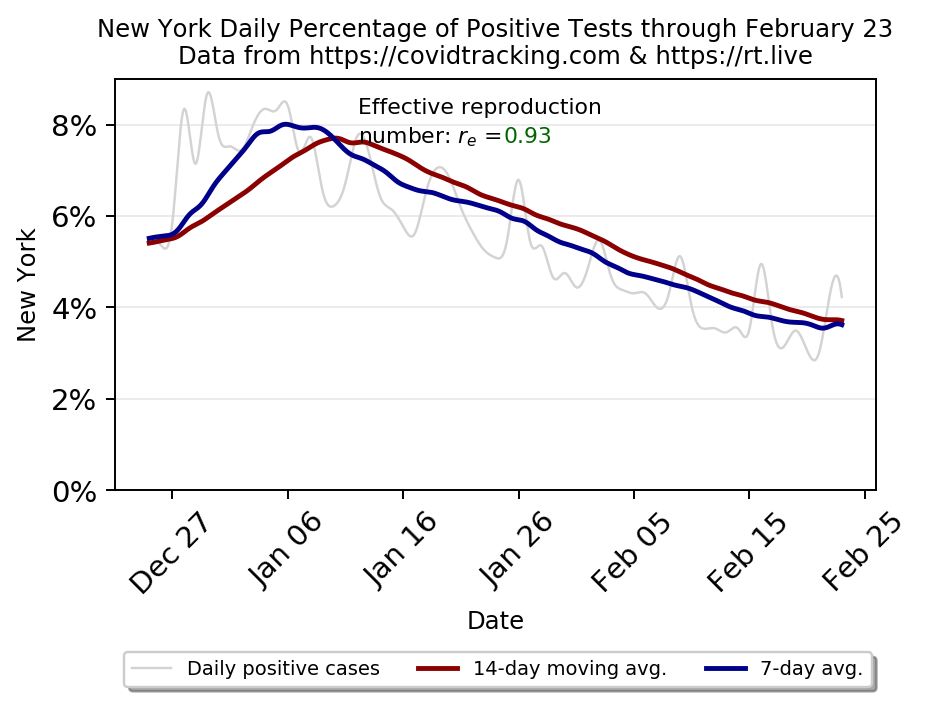 New York Daily Percentage of Positive Tests through February 23
Data from https://covidtracking.com & https://rt.live
Effective reproduction
number: rₑ =0.93
8%
6%
4%
2%
0%
New York
Dec 27
Jan 06
Jan 16
Jan 26
Feb 05
Feb 15
Feb 25
Date
Daily positive cases
14-day moving avg.
7-day avg.